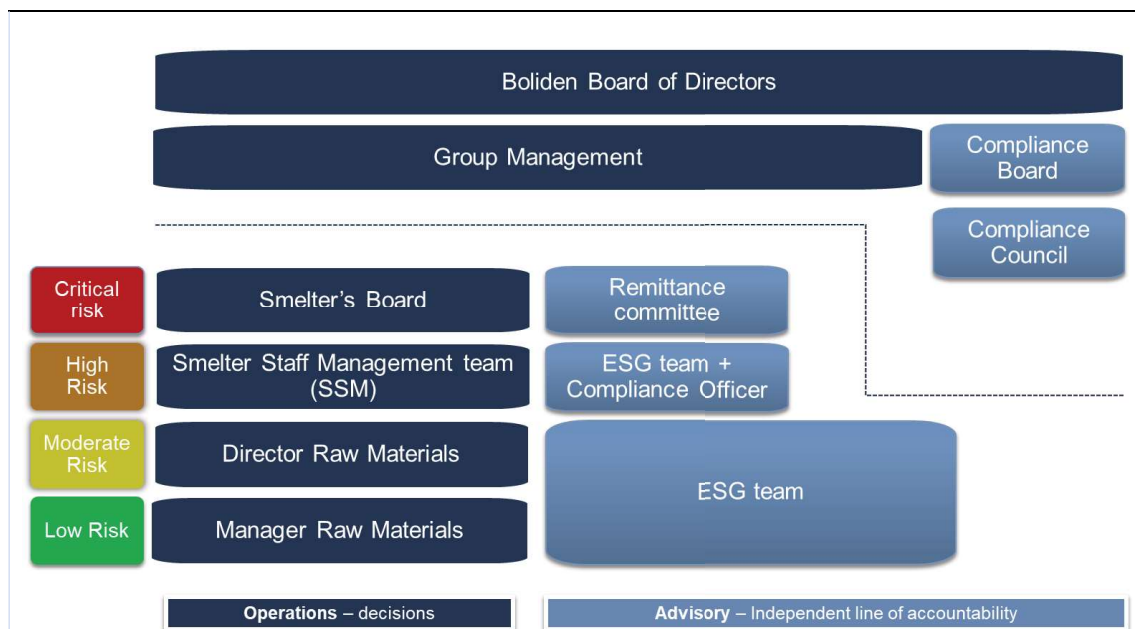 Boliden Board of Directors
Group Management
Compliance
Board
Compliance
Council
Critical
risk
Smelter's Board
Remittance
committee
High
Risk
Smelter Staff Management team
(SSM)
ESG team +
Compliance Officer
Moderate
Risk
Director Raw Materials
ESG team
Low Risk
Manager Raw Materials
Operations – decisions
Advisory – Independent line of accountability